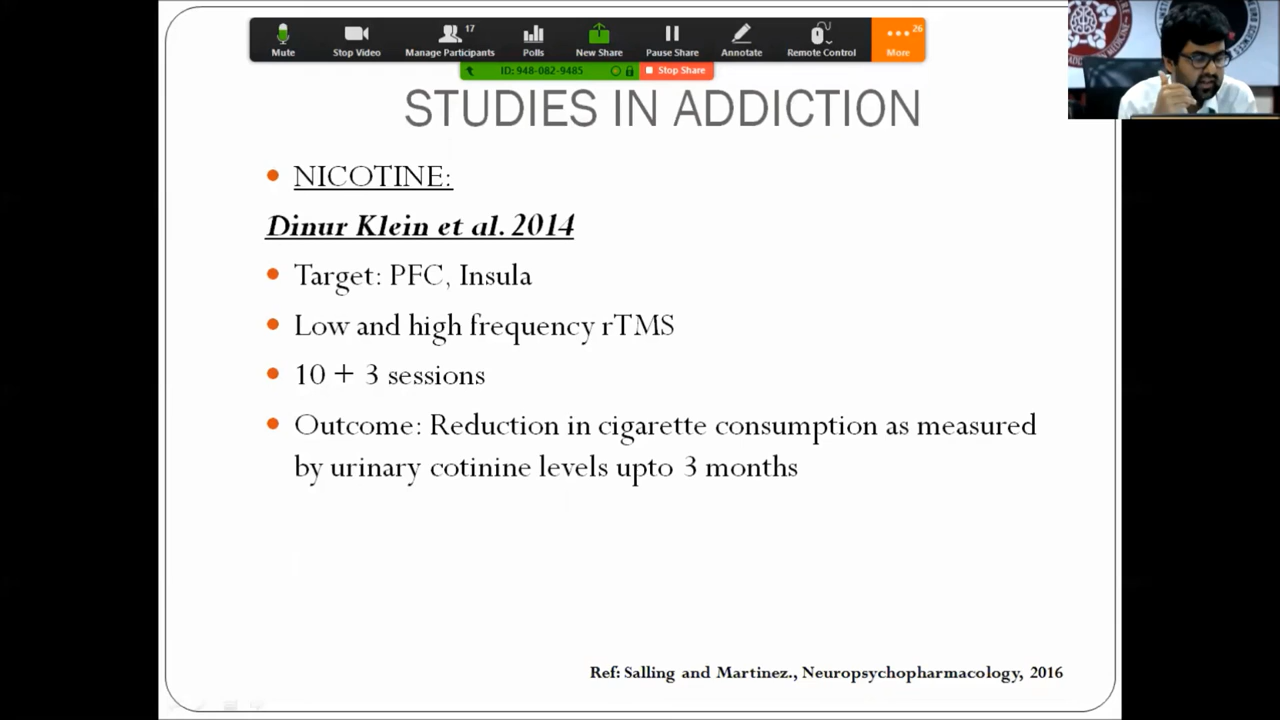 17
26
Mute
Stop Video
Manage Participants
Polls
New Share
Pause Share
Annotate
Remote Control
More
ID: 948-082-9485
Stop Share
STUDIES IN ADDICTION
NICOTINE:
Dinur Klein et al. 2014
Target: PFC, Insula
Low and high frequency rTMS
10 + 3 sessions
Outcome: Reduction in cigarette consumption as measured
by urinary cotinine levels upto 3 months
Ref: Salling and Martinez., Neuropsychopharmacology, 2016